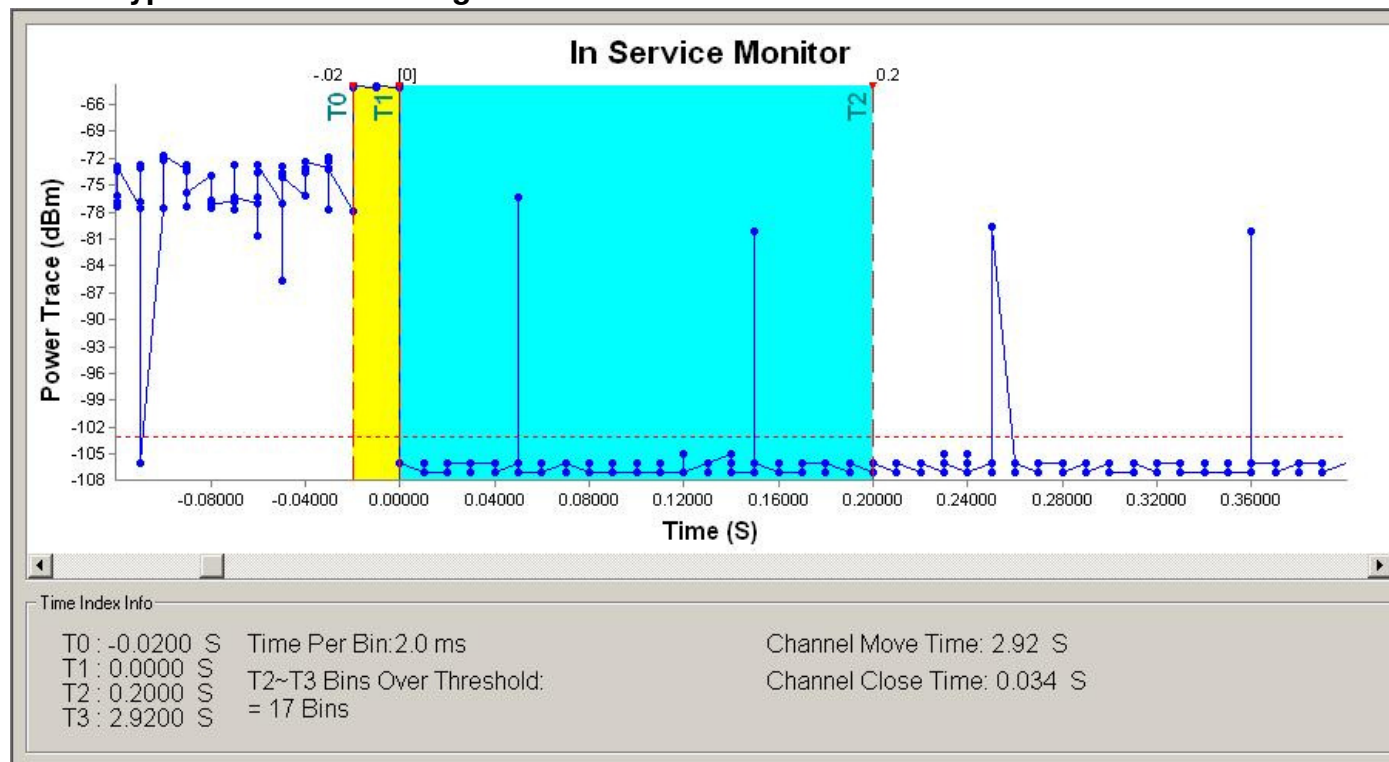 In Service Monitor
-.02 [0] 0.2
T0 T1 T2
Power Trace (dBm)
-66
-69
-72
-75
-78
-81
-84
-87
-90
-93
-96
-99
-102
-105
-108
-0.08000 -0.04000 0.00000 0.04000 0.08000 0.12000 0.16000 0.20000 0.24000 0.28000 0.32000 0.36000
Time (S)
Time Index Info
T0 : -0.0200 S
T1 : 0.0000 S
T2 : 0.2000 S
T3 : 2.9200 S
Time Per Bin:2.0 ms
T2~T3 Bins Over Threshold:
= 17 Bins
Channel Move Time: 2.92 S
Channel Close Time: 0.034 S